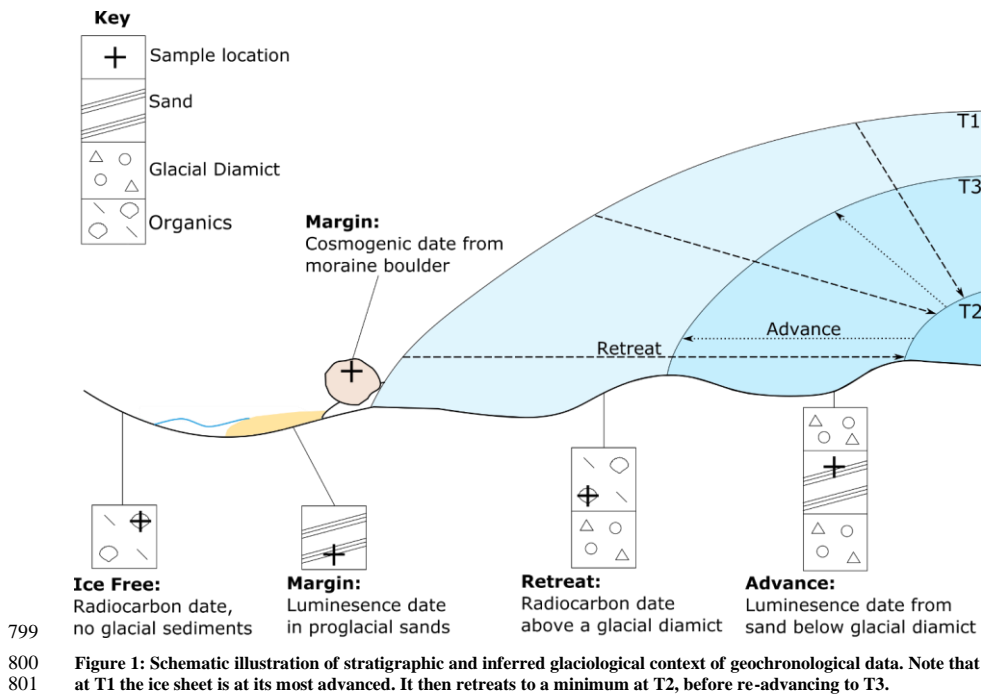 Key
Sample location
Sand
Glacial Diamict
Organics
Margin:
Cosmogenic date from
moraine boulder
T1
T3
T2
Advance
Retreat
Ice Free:
Radiocarbon date,
no glacial sediments
Margin:
Luminesence date
in proglacial sands
Retreat:
Radiocarbon date
above a glacial diamict
Advance:
Luminesence date from
sand below glacial diamict
799
800 Figure 1: Schematic illustration of stratigraphic and inferred glaciological context of geochronological data. Note that
801 at T1 the ice sheet is at its most advanced. It then retreats to a minimum at T2, before re-advancing to T3.